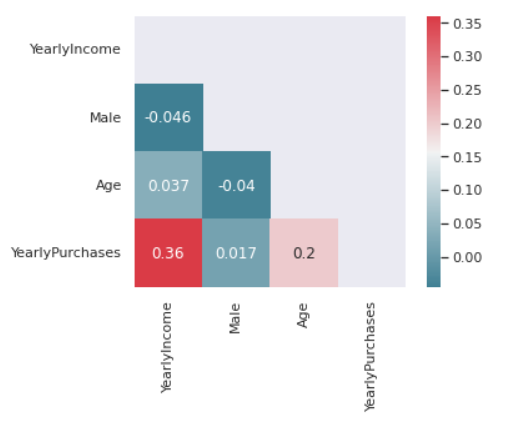 YearlyIncome
Male
-0.046
Age
0.037 -0.04
YearlyPurchases
0.36 0.017 0.2
YearlyIncome
Male
Age
YearlyPurchases
0.35
0.30
0.25
0.20
0.15
0.10
0.05
0.00